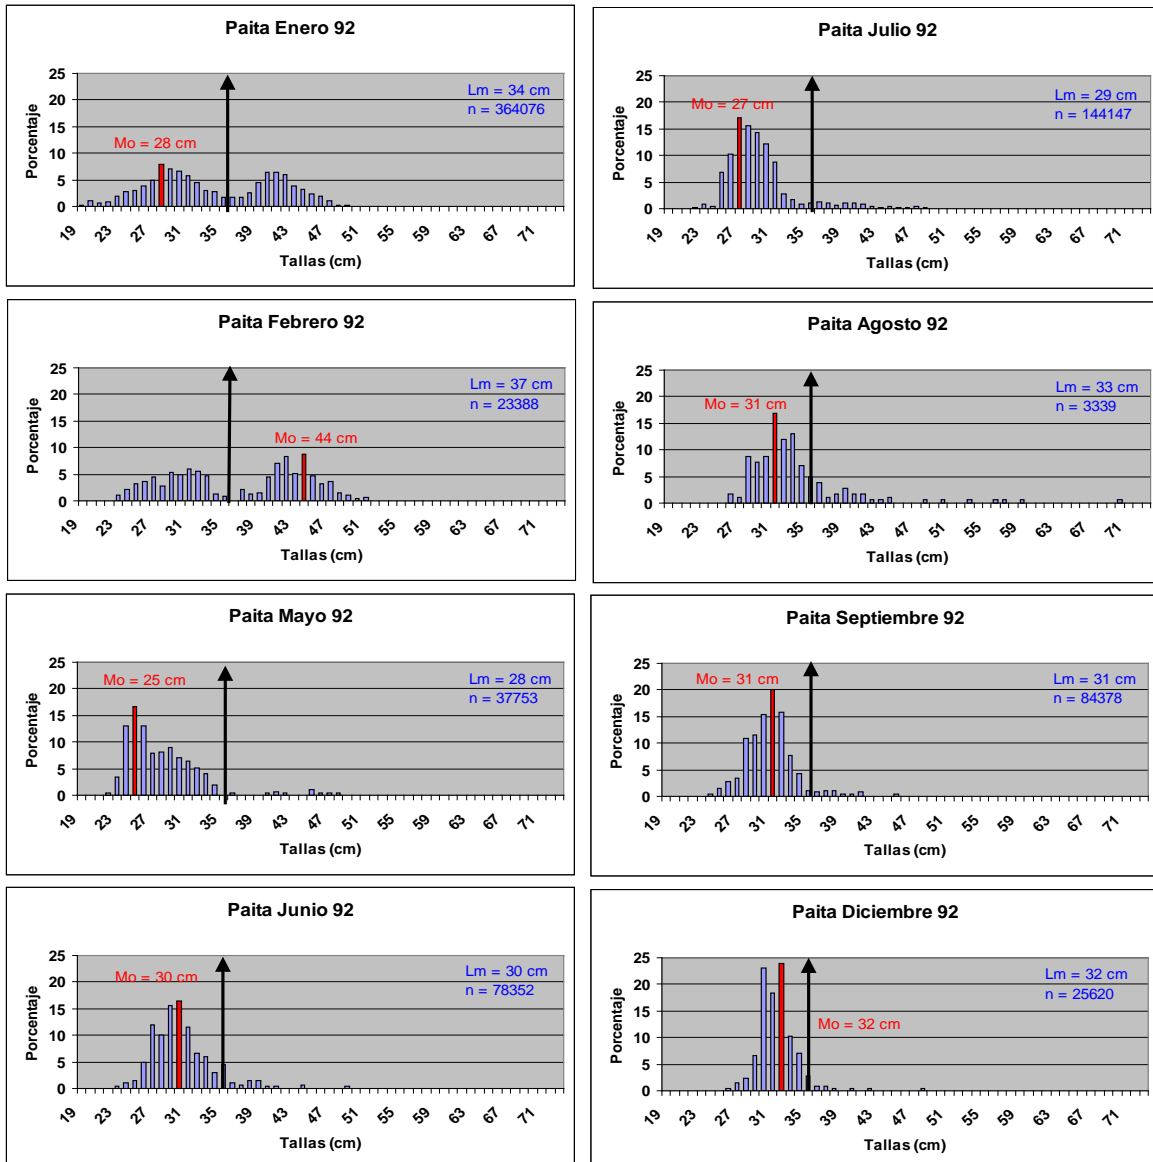 Paita Enero 92
Porcentaje
25
20
15
10
5
0
Lm = 34 cm
n = 364076
Mo = 28 cm
19 23 27 31 35 39 43 47 51 55 59 63 67 71
Tallas (cm)
Paita Julio 92
Porcentaje
25
20
15
10
5
0
Lm = 29 cm
n = 144147
Mo = 27 cm
19 23 27 31 35 39 43 47 51 55 59 63 67 71
Tallas (cm)
Paita Febrero 92
Porcentaje
25
20
15
10
5
0
Lm = 37 cm
n = 23388
Mo = 44 cm
19 23 27 31 35 39 43 47 51 55 59 63 67 71
Tallas (cm)
Paita Agosto 92
Porcentaje
25
20
15
10
5
0
Lm = 33 cm
n = 3339
Mo = 31 cm
19 23 27 31 35 39 43 47 51 55 59 63 67 71
Tallas (cm)
Paita Mayo 92
Porcentaje
25
20
15
10
5
0
Lm = 28 cm
n = 37753
Mo = 25 cm
19 23 27 31 35 39 43 47 51 55 59 63 67 71
Tallas (cm)
Paita Septiembre 92
Porcentaje
25
20
15
10
5
0
Lm = 31 cm
n = 84378
Mo = 31 cm
19 23 27 31 35 39 43 47 51 55 59 63 67 71
Tallas (cm)
Paita Junio 92
Porcentaje
25
20
15
10
5
0
Lm = 30 cm
n = 78352
Mo = 30 cm
19 23 27 31 35 39 43 47 51 55 59 63 67 71
Tallas (cm)
Paita Diciembre 92
Porcentaje
25
20
15
10
5
0
Lm = 32 cm
n = 25620
Mo = 32 cm
19 23 27 31 35 39 43 47 51 55 59 63 67 71
Tallas (cm)